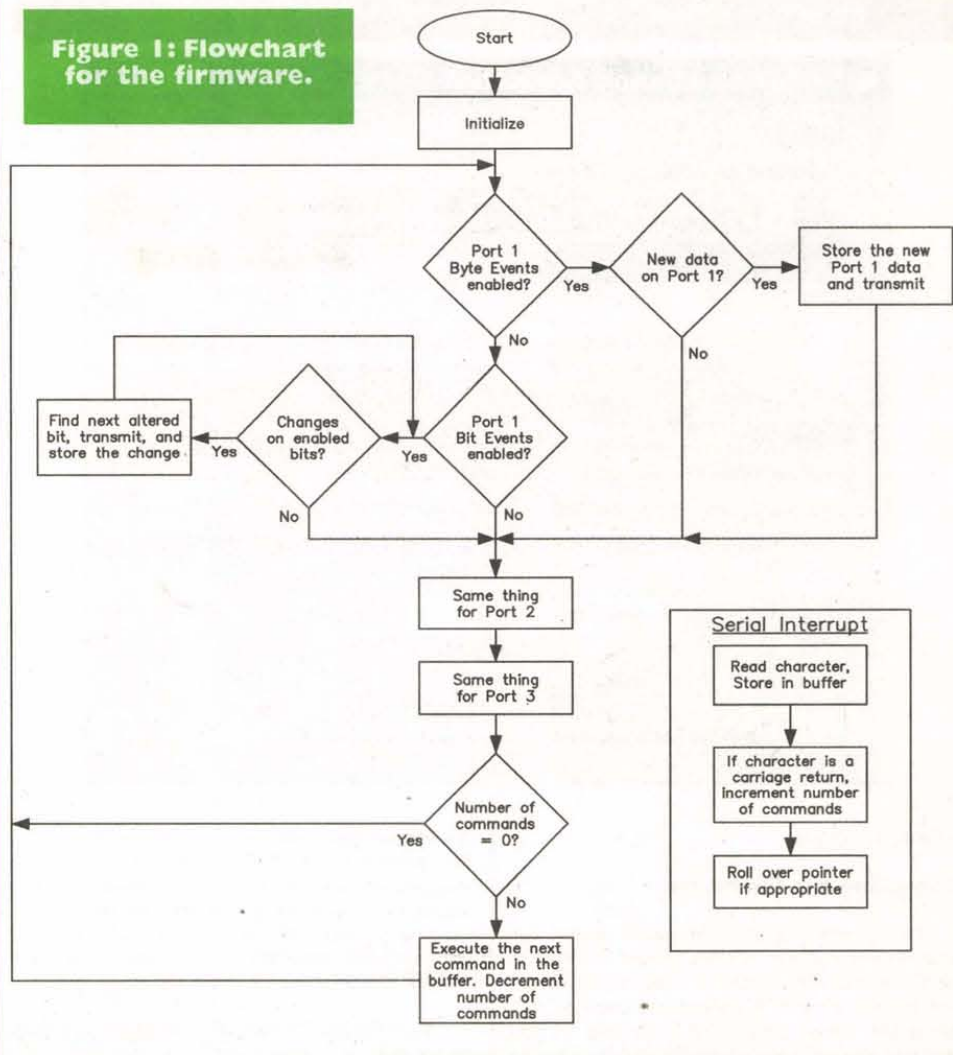 Figure 1: Flowchart
for the firmware.
Start
Initialize
Port 1
Byte Events
enabled?
Yes
New data
on Port 1?
Yes
Store the new
Port 1 data
and transmit
No
No
Find next altered
bit, transmit, and
store the change
Yes
Changes
on enabled
bits?
Yes
Port 1
Bit Events
enabled?
No
No
Same thing
for Port 2
Same thing
for Port 3
Number of
commands
= 0?
Yes
No
Execute the next
command in the
buffer. Decrement
number of
commands
Serial Interrupt
Read character,
Store in buffer
If character is a
carriage return,
increment number
of commands
Roll over pointer
if appropriate